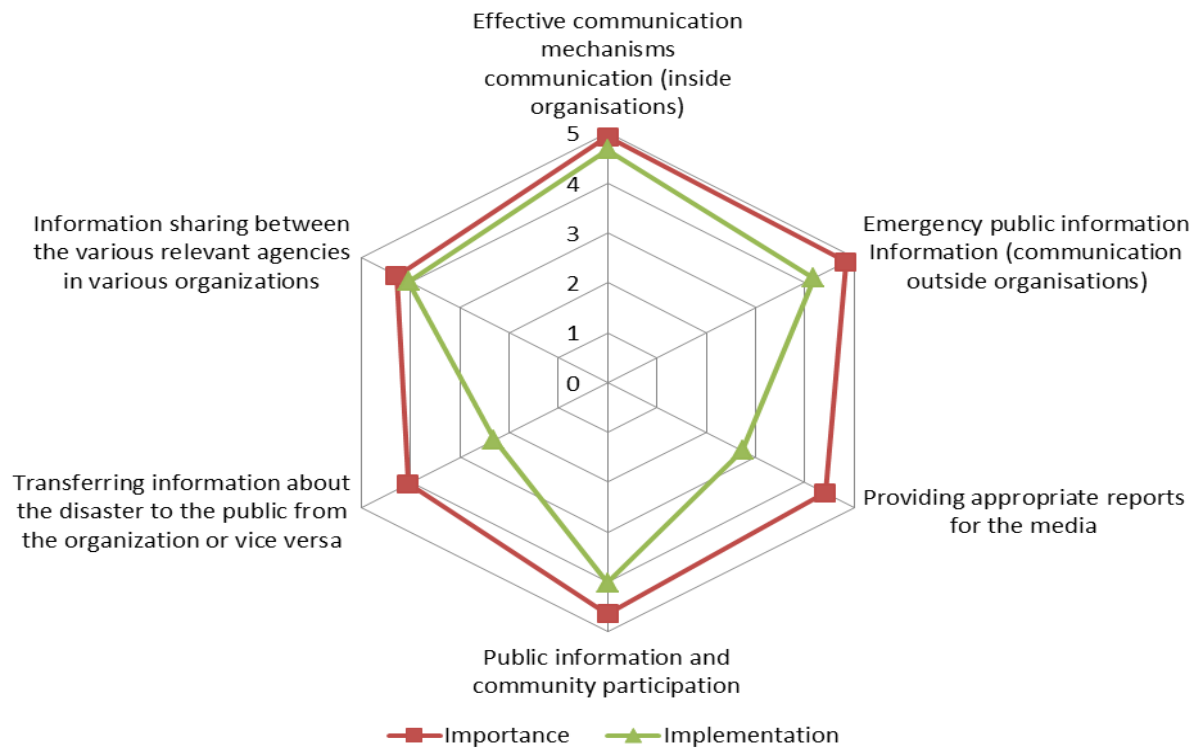 Effective communication
mechanisms
communication (inside
organisations)
5
4
3
2
1
0
Emergency public information
Information (communication
outside organisations)
Information sharing between
the various relevant agencies
in various organizations
Providing appropriate reports
for the media
Transferring information about
the disaster to the public from
the organization or vice versa
Public information and
community participation
Importance
Implementation